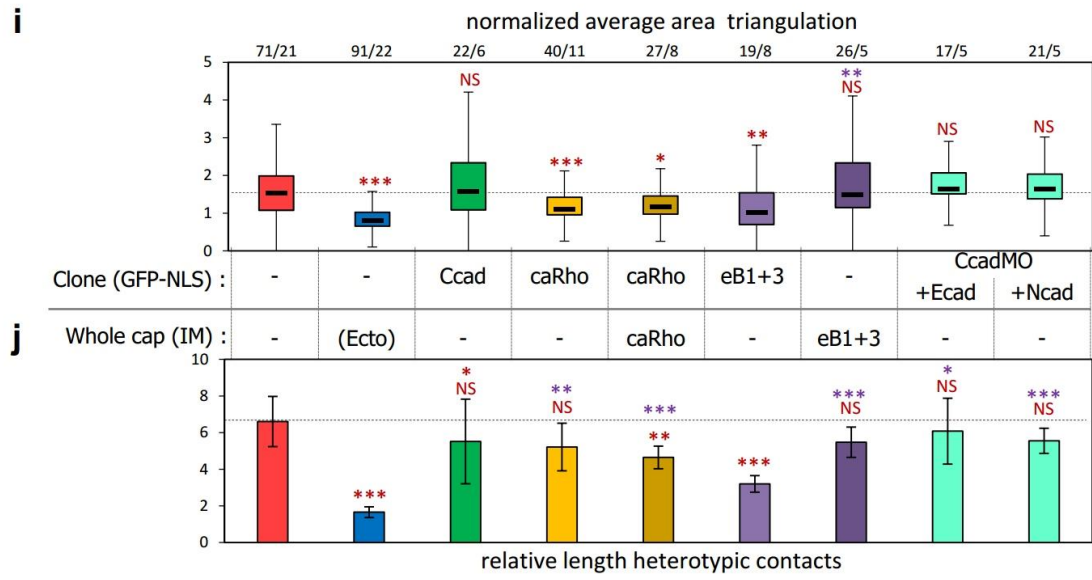 i
normalized average area triangulation
71/21 91/22 22/6 40/11 27/8 19/8 26/5 17/5 21/5
5
4
3
2
1
0
*** NS *** * ** ** NS NS NS
Clone (GFP-NLS) : - - Ccad caRho caRho eB1+3 - CcadMO
+Ecad +Ncad
j
Whole cap (IM) : - (Ecto) - - caRho - eB1+3 - -
10
8
6
4
2
0
*** * NS ** NS *** ** *** *** NS * NS *** NS
relative length heterotypic contacts